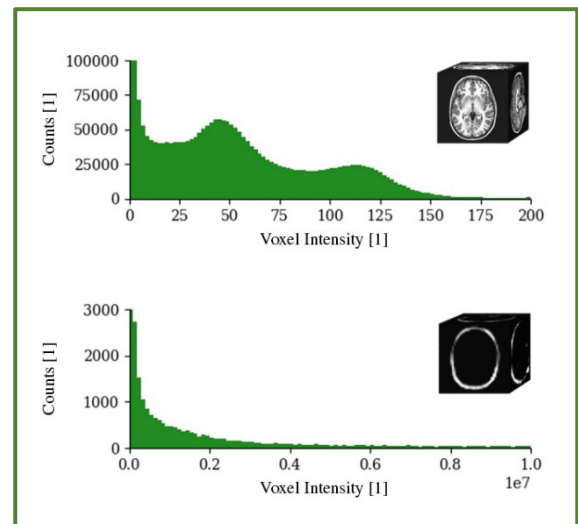 100000
75000
50000
25000
0
Counts [1]
0 25 50 75 100 125 150 175 200
Voxel Intensity [1]
3000
2000
1000
0
Counts [1]
0.0 0.2 0.4 0.6 0.8 1.0
1e7
Voxel Intensity [1]